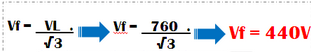 Vf = VL . Vf = 760 . Vf = 440V
√3 √3